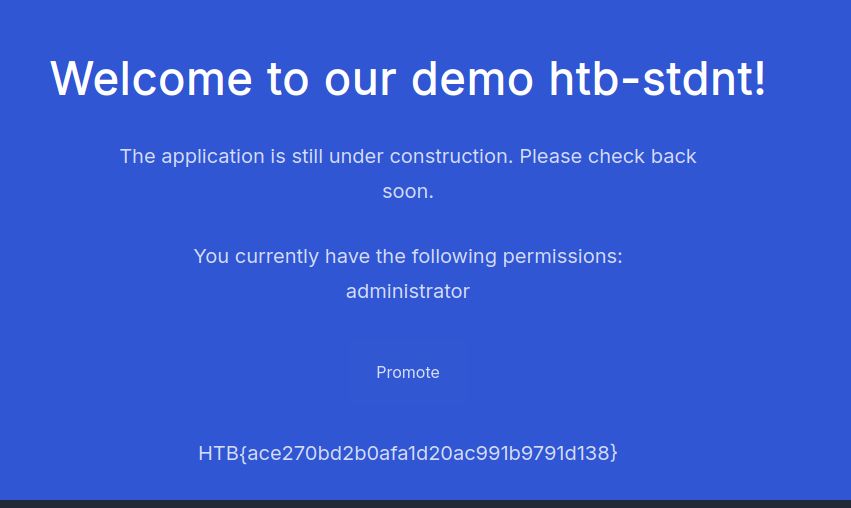 Welcome to our demo htb-stdnt!
The application is still under construction. Please check back
soon.
You currently have the following permissions:
administrator
Promote
HTB{ace270bd2b0afa1d20ac991b9791d138}